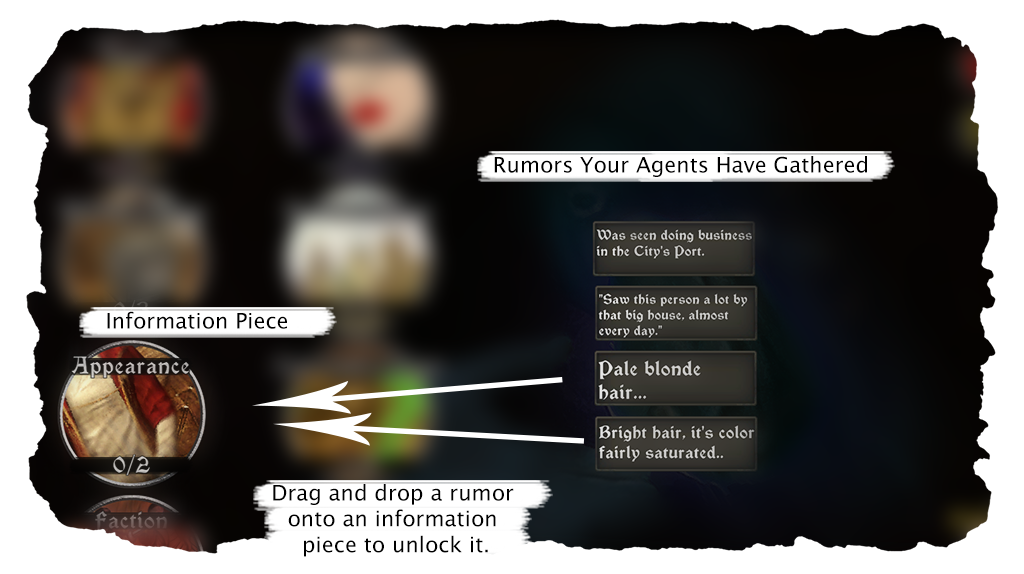 Rumors Your Agents Have Gathered
Was seen doing business
in the City's Port.
"Saw this person a lot by
that big house, almost
every day."
Information Piece
Appearance
0/2
Pale blonde
hair...
Bright hair, it's color
fairly saturated..
Drag and drop a rumor
onto an information
piece to unlock it.
Faction